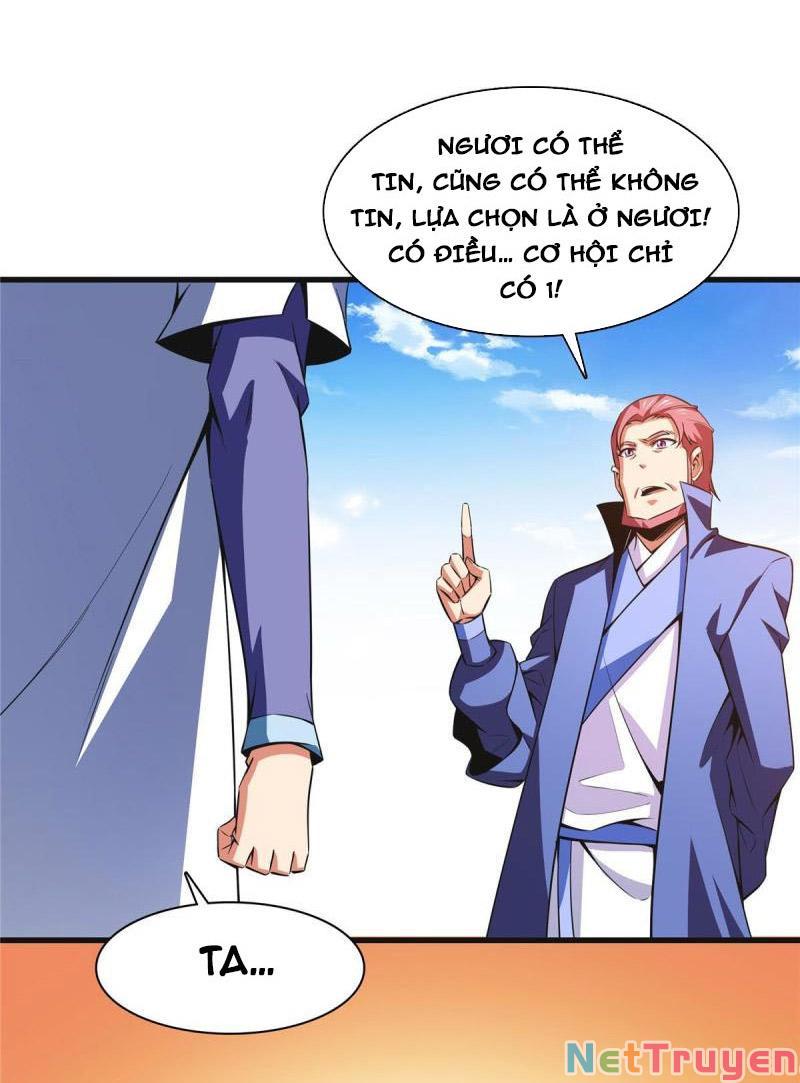 NGƯƠI CÓ THỂ
TIN, CŨNG CÓ THỂ KHÔNG
TIN, LỰA CHỌN LÀ Ở NGƯƠI!
CÓ ĐIỀU... CƠ HỘI CHỈ
CÓ 1!
TA...
NetTruyen